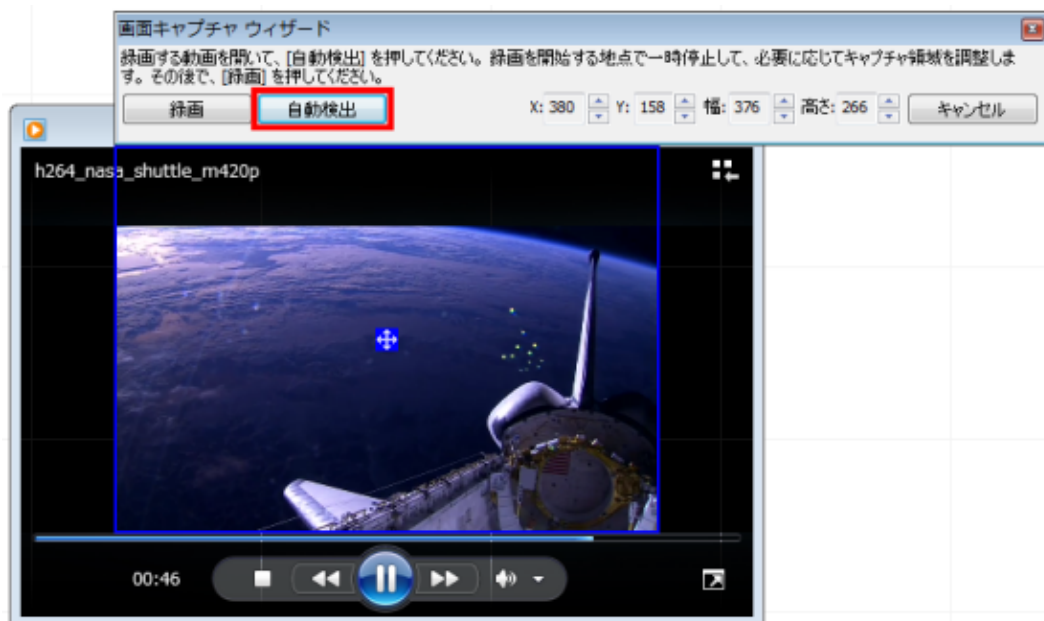 画面キャプチャ ウィザード
録画する動画を開いて、[自動検出] を押してください。録画を開始する地点で一時停止して、必要に応じてキャプチャ領域を調整しま
す。その後で、[録画] を押してください。
録画 自動検出 X: 380 Y: 158 幅: 376 高さ: 266 キャンセル
h264_nasa_shuttle_m420p
00:46